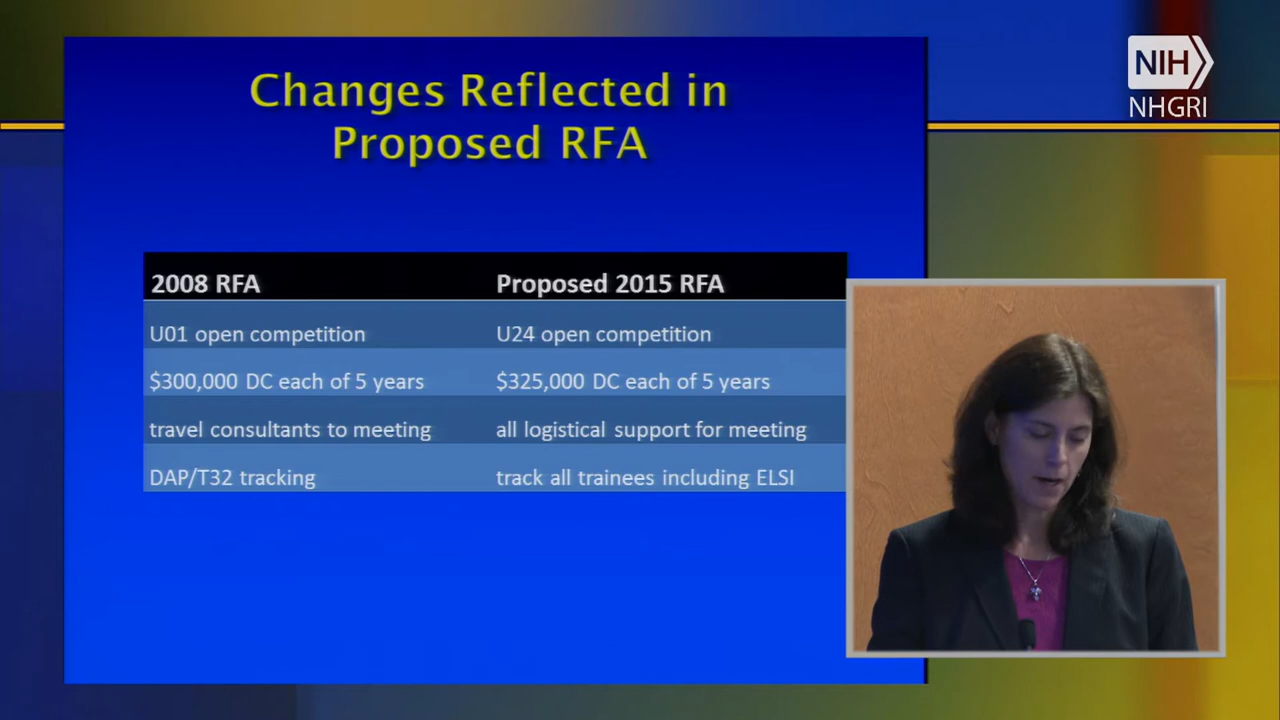 Changes Reflected in
Proposed RFA
NIH
NHGRI
2008 RFA Proposed 2015 RFA
U01 open competition U24 open competition
$300,000 DC each of 5 years $325,000 DC each of 5 years
travel consultants to meeting all logistical support for meeting
DAP/T32 tracking track all trainees including ELSI